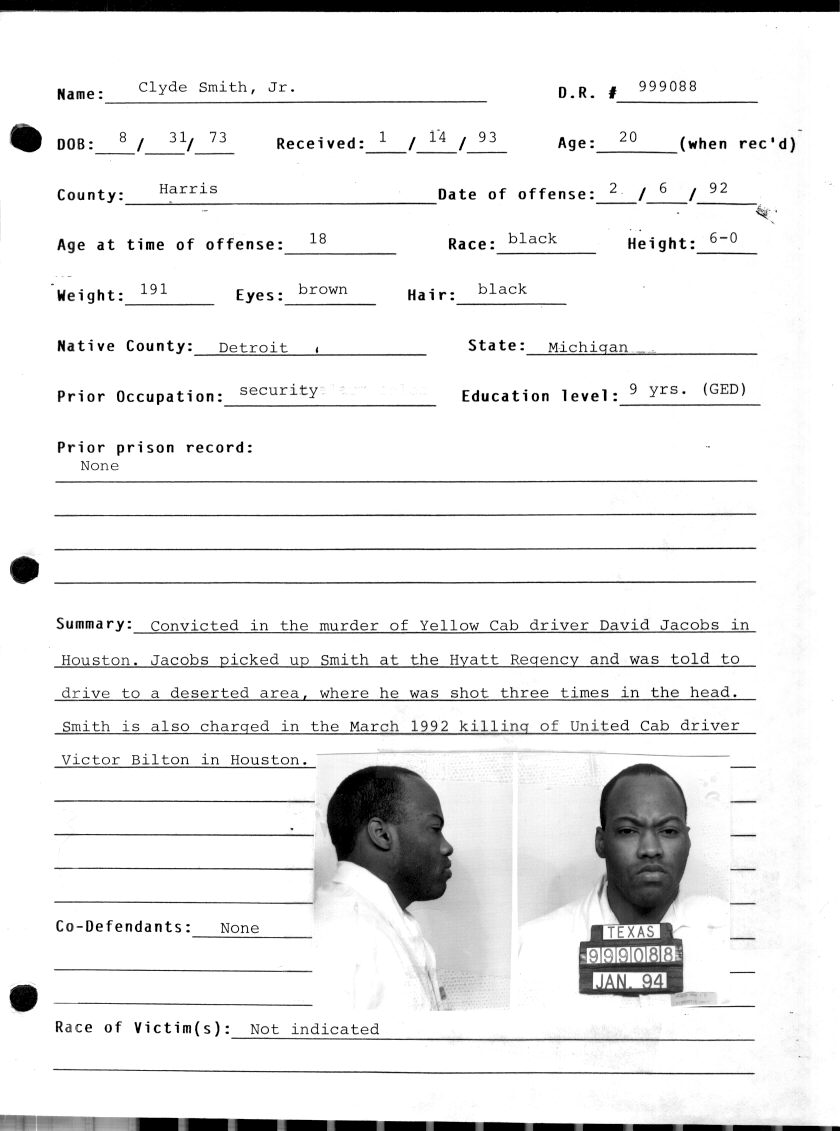 Name: Clyde Smith, Jr. D.R. # 999088
DOB: 8 / 31/ 73 Received: 1 / 14 / 93 Age: 20 (when rec'd)
County: Harris Date of offense: 2 / 6 / 92
Age at time of offense: 18 Race: black Height: 6-0
Weight: 191 Eyes: brown Hair: black
Native County: Detroit State: Michigan
Prior Occupation: security Education level: 9 yrs. (GED)
Prior prison record:
None
Summary: Convicted in the murder of Yellow Cab driver David Jacobs in
Houston. Jacobs picked up Smith at the Hyatt Regency and was told to
drive to a deserted area, where he was shot three times in the head.
Smith is also charged in the March 1992 killing of United Cab driver
Victor Bilton in Houston.
TEXAS
999088
JAN. 94
Co-Defendants: None
Race of Victim(s): Not indicated